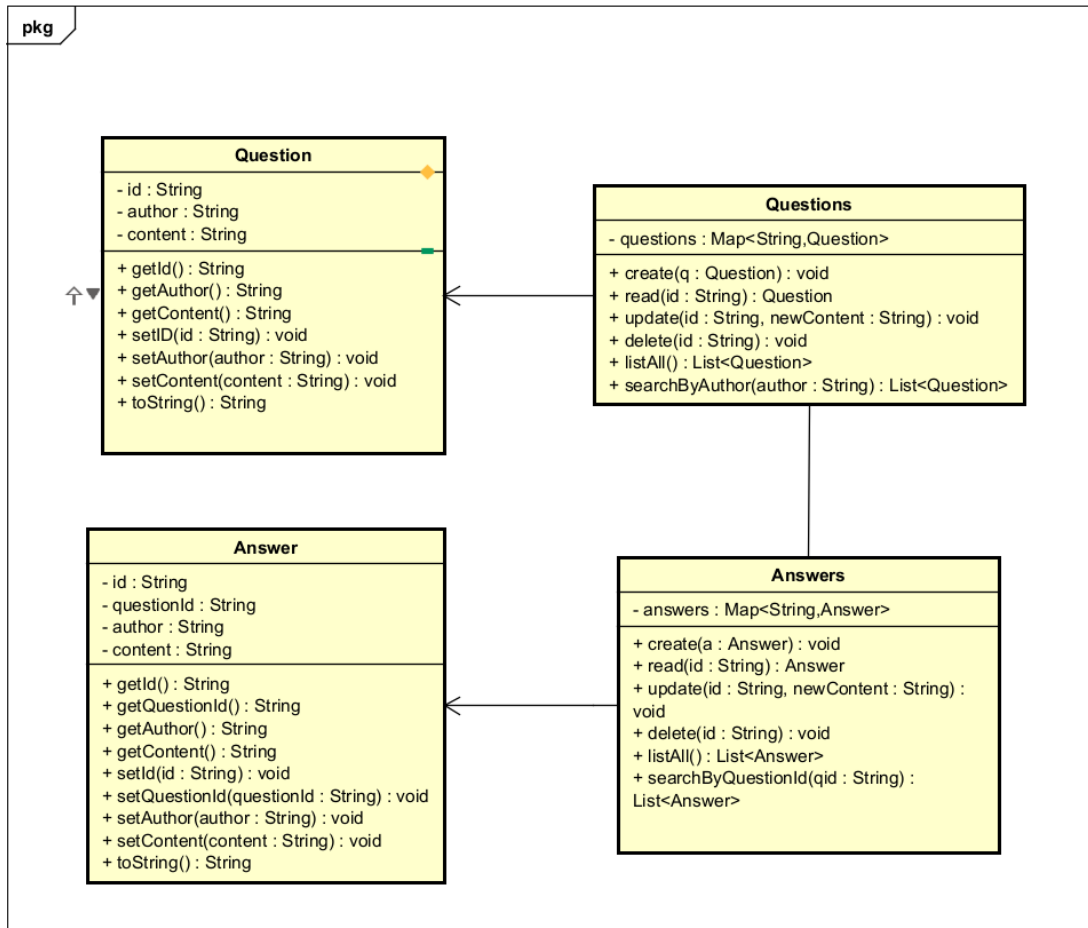 pkg
Question
- id : String
- author : String
- content : String
+ getId() : String
+ getAuthor() : String
+ getContent() : String
+ setID(id : String) : void
+ setAuthor(author : String) : void
+ setContent(content : String) : void
+ toString() : String
Questions
- questions : Map<String,Question>
+ create(q : Question) : void
+ read(id : String) : Question
+ update(id : String, newContent : String) : void
+ delete(id : String) : void
+ listAll() : List<Question>
+ searchByAuthor(author : String) : List<Question>
Answer
- id : String
- questionId : String
- author : String
- content : String
+ getId() : String
+ getQuestionId() : String
+ getAuthor() : String
+ getContent() : String
+ setId(id : String) : void
+ setQuestionId(questionId : String) : void
+ setAuthor(author : String) : void
+ setContent(content : String) : void
+ toString() : String
Answers
- answers : Map<String,Answer>
+ create(a : Answer) : void
+ read(id : String) : Answer
+ update(id : String, newContent : String) :
void
+ delete(id : String) : void
+ listAll() : List<Answer>
+ searchByQuestionId(qid : String) :
List<Answer>